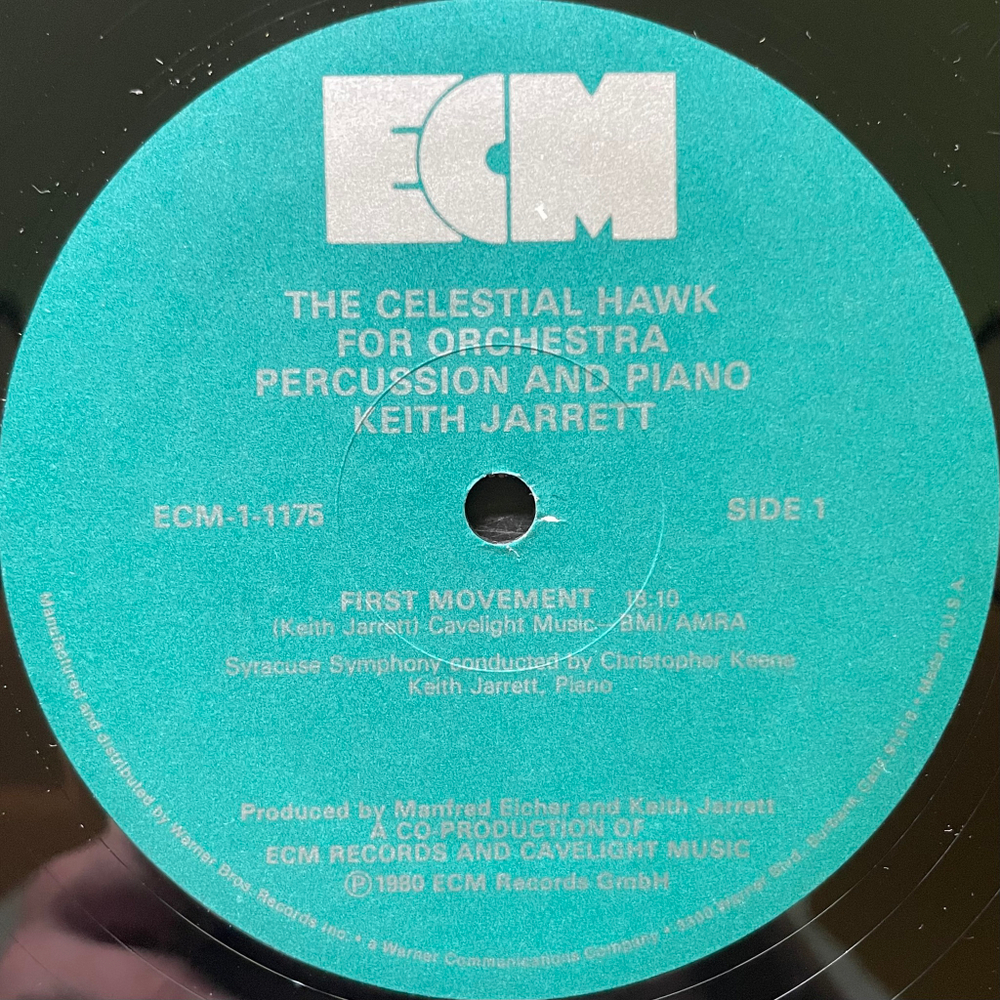 ECM
THE CELESTIAL HAWK
FOR ORCHESTRA
PERCUSSION AND PIANO
KEITH JARRETT
ECM-1-1175
SIDE 1
FIRST MOVEMENT 18:10
(Keith Jarrett) Cavelight Music—BMI/AMRA
Syracuse Symphony conducted by Christopher Keene
Keith Jarrett, Piano
Produced by Manfred Eicher and Keith Jarrett
A CO-PRODUCTION OF
ECM RECORDS AND CAVELIGHT MUSIC
Ⓟ1980 ECM Records GmbH
Manufactured and distributed by Warner Bros. Records Inc. • a Warner Communications Company • 3300 Warner Blvd., Burbank, Calif. 91510 • Made in U.S.A.